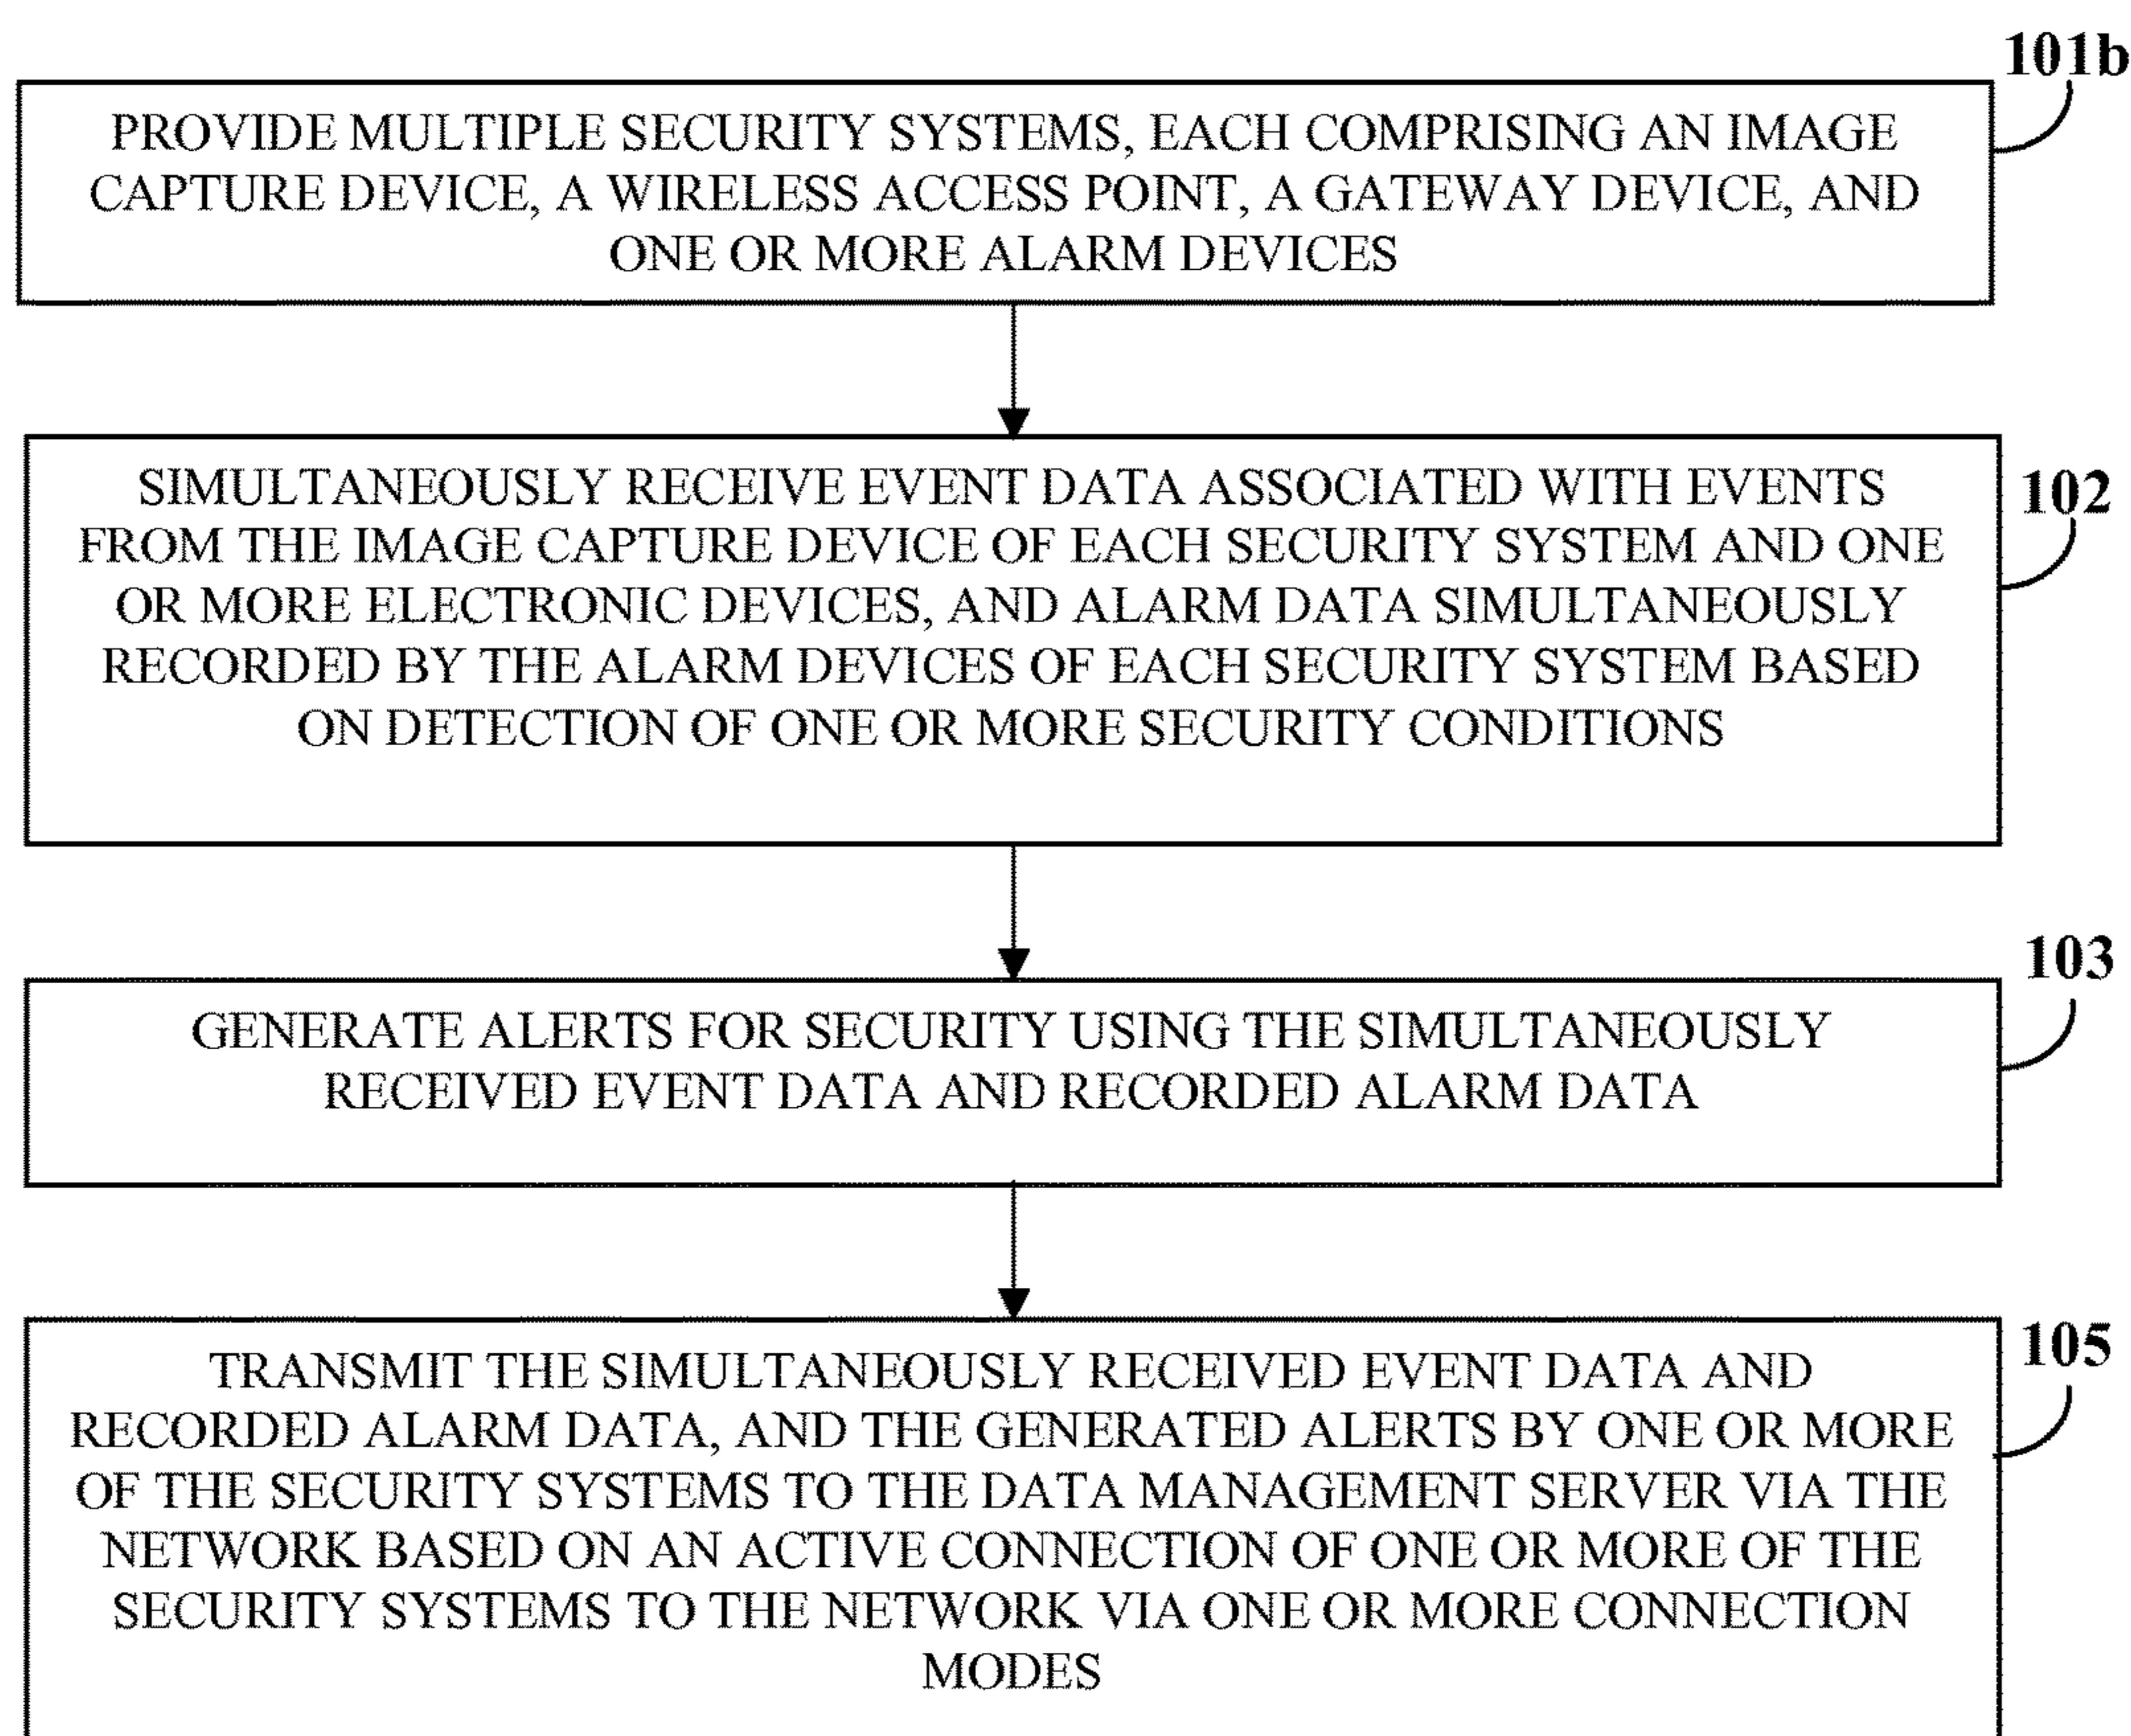 101b
PROVIDE MULTIPLE SECURITY SYSTEMS, EACH COMPRISING AN IMAGE
CAPTURE DEVICE, A WIRELESS ACCESS POINT, A GATEWAY DEVICE, AND
ONE OR MORE ALARM DEVICES
102
SIMULTANEOUSLY RECEIVE EVENT DATA ASSOCIATED WITH EVENTS
FROM THE IMAGE CAPTURE DEVICE OF EACH SECURITY SYSTEM AND ONE
OR MORE ELECTRONIC DEVICES, AND ALARM DATA SIMULTANEOUSLY
RECORDED BY THE ALARM DEVICES OF EACH SECURITY SYSTEM BASED
ON DETECTION OF ONE OR MORE SECURITY CONDITIONS
103
GENERATE ALERTS FOR SECURITY USING THE SIMULTANEOUSLY
RECEIVED EVENT DATA AND RECORDED ALARM DATA
105
TRANSMIT THE SIMULTANEOUSLY RECEIVED EVENT DATA AND
RECORDED ALARM DATA, AND THE GENERATED ALERTS BY ONE OR MORE
OF THE SECURITY SYSTEMS TO THE DATA MANAGEMENT SERVER VIA THE
NETWORK BASED ON AN ACTIVE CONNECTION OF ONE OR MORE OF THE
SECURITY SYSTEMS TO THE NETWORK VIA ONE OR MORE CONNECTION
MODES